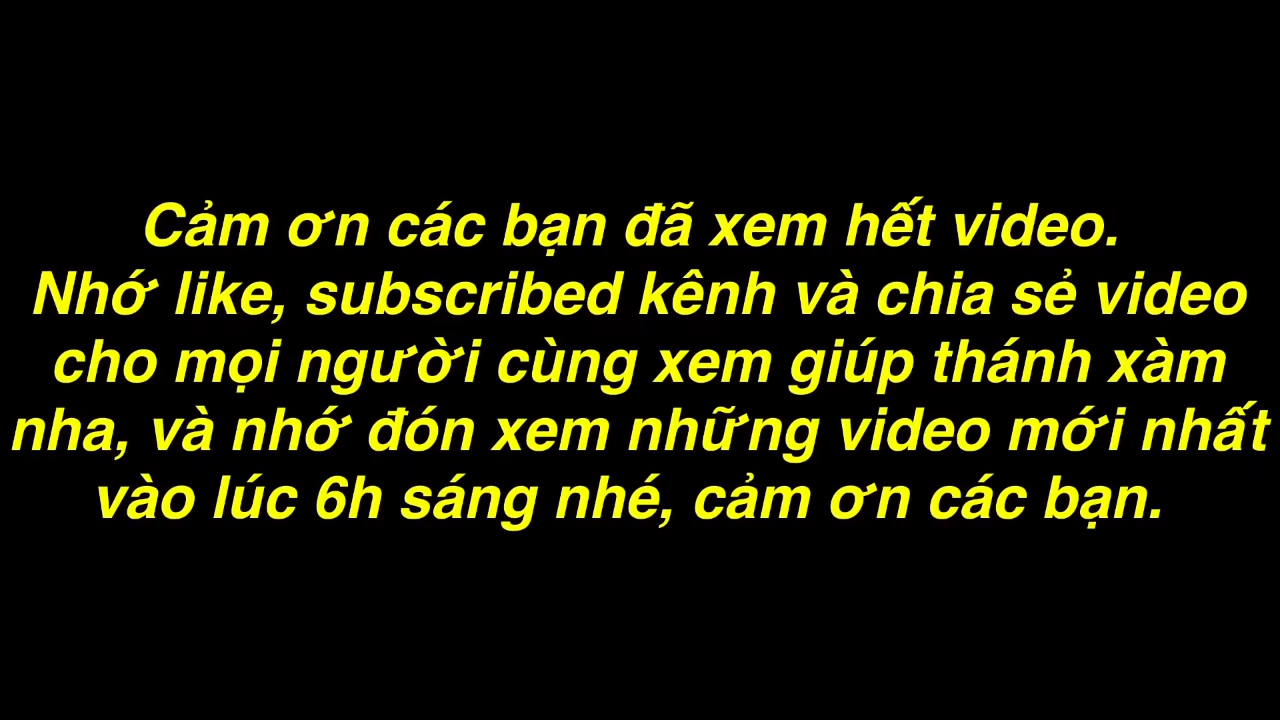 Cảm ơn các bạn đã xem hết video.
Nhớ like, subscribed kênh và chia sẻ video
cho mọi người cùng xem giúp thánh xàm
nha, và nhớ đón xem những video mới nhất
vào lúc 6h sáng nhé, cảm ơn các bạn.